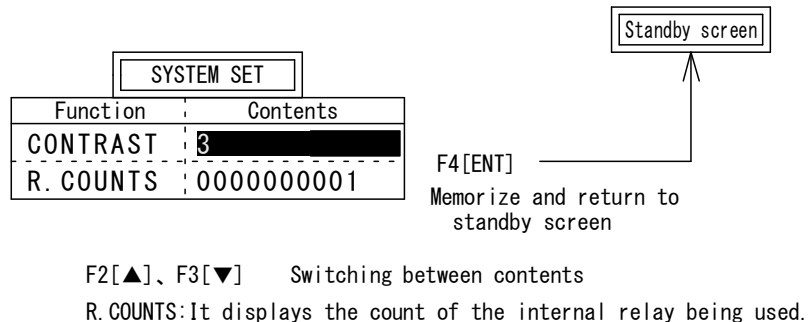 Standby screen
SYSTEM SET
Function Contents
CONTRAST 3
R.COUNTS 0000000001
F4[ENT]
Memorize and return to
standby screen
F2[▲]、F3[▼] Switching between contents
R.COUNTS:It displays the count of the internal relay being used.